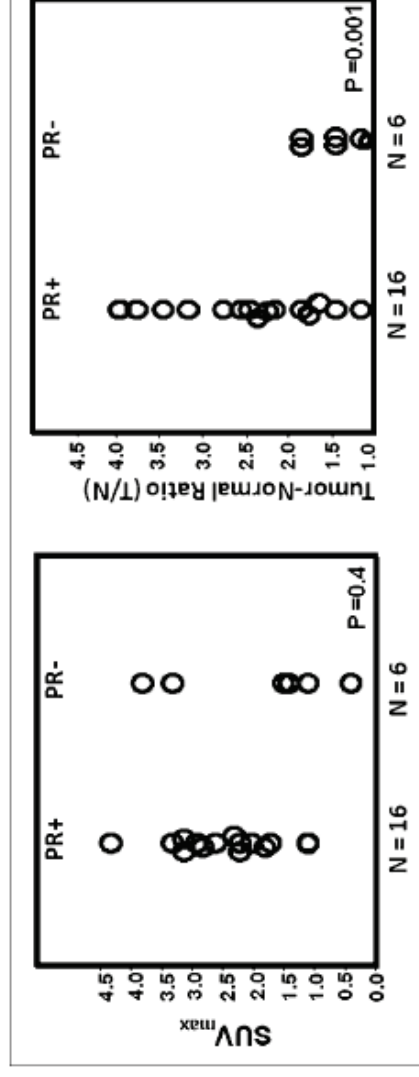 PR+
PR-
4.5
4.0
3.5
3.0
2.5
2.0
1.5
1.0
0.5
0.0
SUVmax
P =0.4
N = 16
N = 6
PR+
PR-
4.5
4.0
3.5
3.0
2.5
2.0
1.5
1.0
Tumor-Normal Ratio (T/N)
P =0.001
N = 16
N = 6